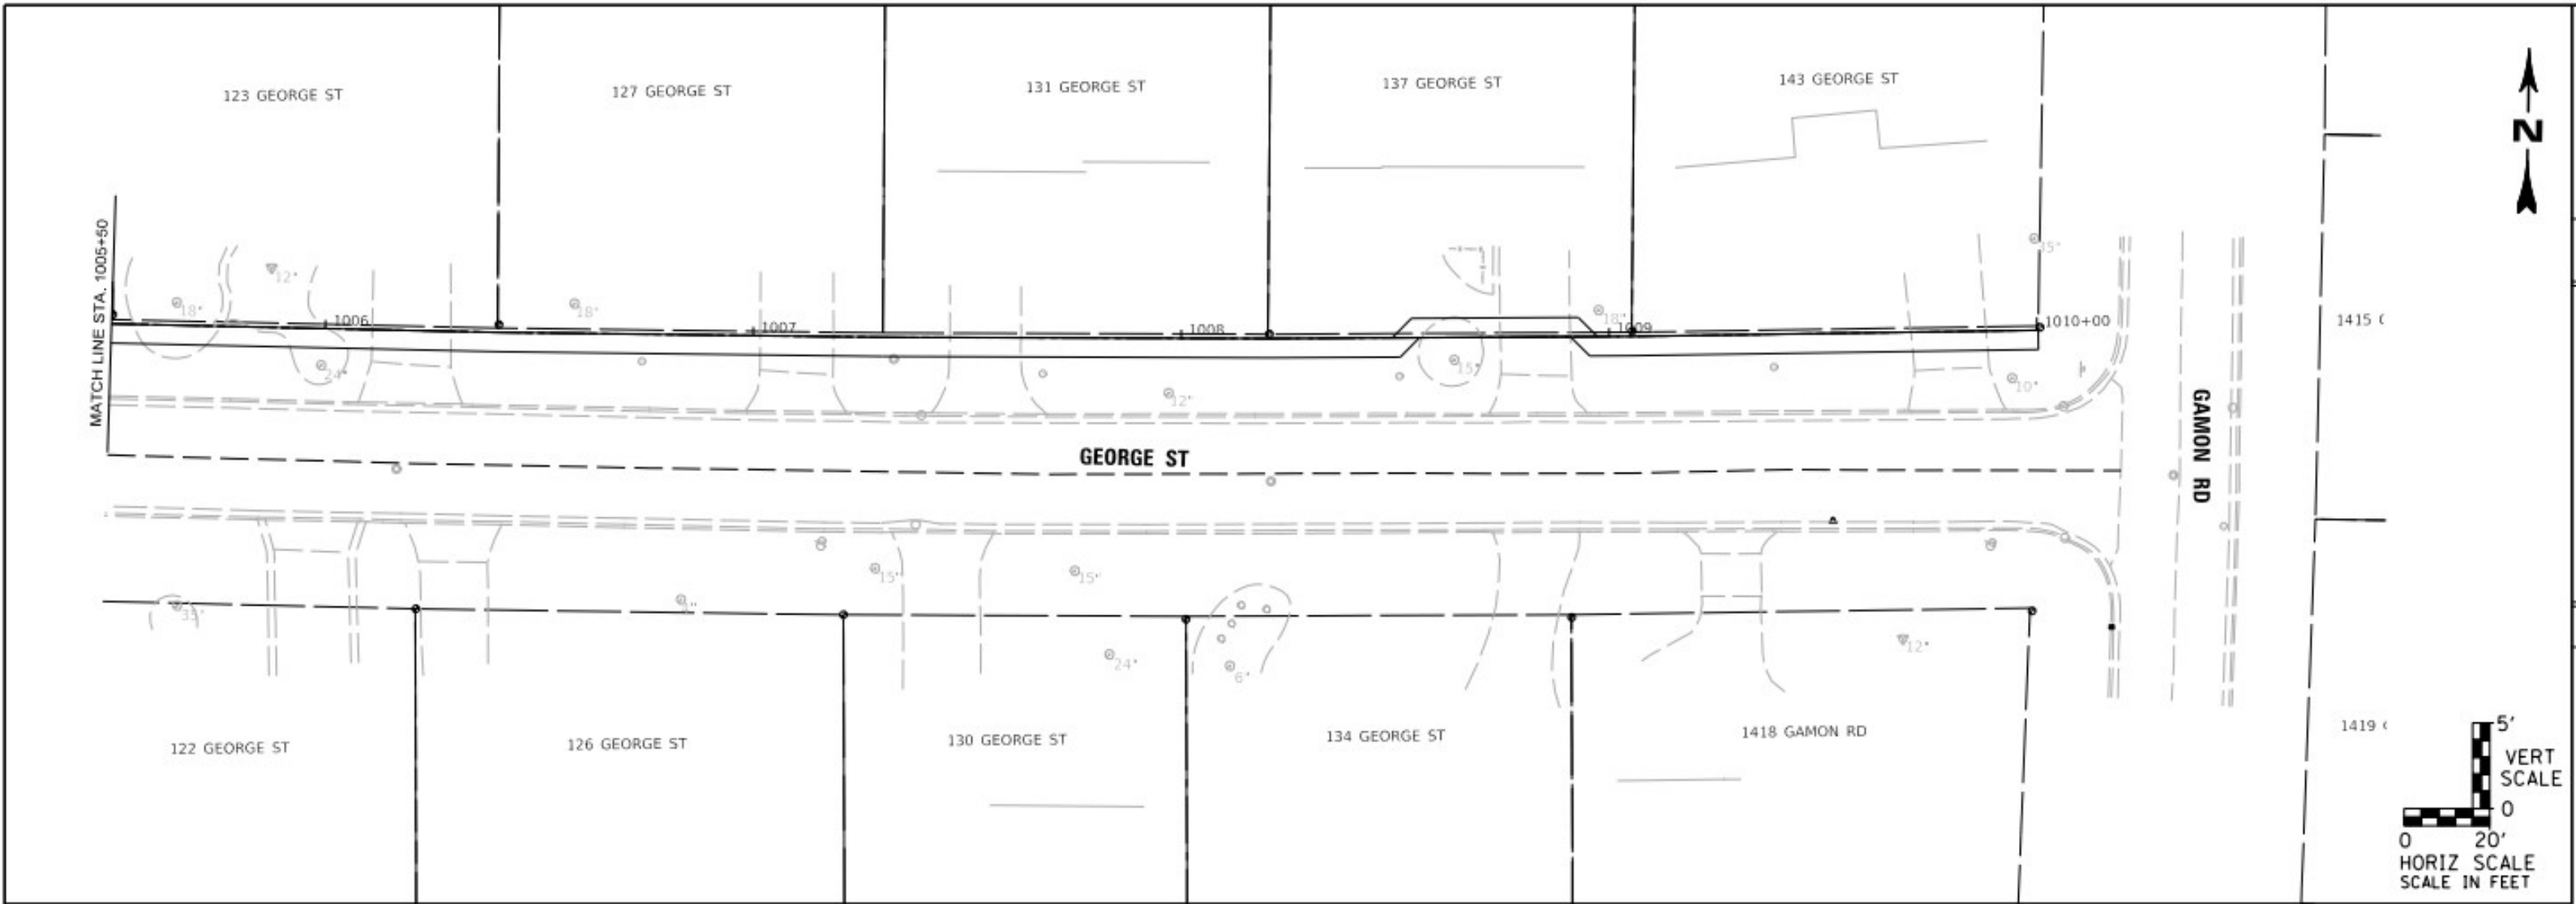 123 GEORGE ST
127 GEORGE ST
131 GEORGE ST
137 GEORGE ST
143 GEORGE ST
N
MATCH LINE STA. 1005+50
12"
18"
18"
18"
15"
1006
1007
1008
1009
1010+00
1415
24"
12"
15"
10"
GEORGE ST
GAMON RD
15"
15"
35"
24"
6"
12"
122 GEORGE ST
126 GEORGE ST
130 GEORGE ST
134 GEORGE ST
1418 GAMON RD
1419
5'
VERT
SCALE
0
0 20'
HORIZ SCALE
SCALE IN FEET